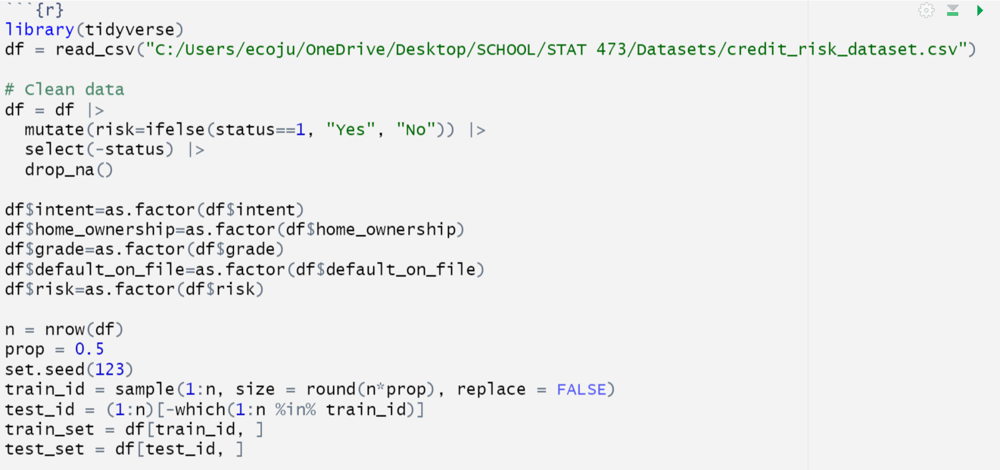 ```{r}
library(tidyverse)
df = read_csv("C:/Users/ecoju/OneDrive/Desktop/SCHOOL/STAT 473/Datasets/credit_risk_dataset.csv")

# Clean data
df = df |>
  mutate(risk=ifelse(status==1, "Yes", "No")) |>
  select(-status) |>
  drop_na()

df$intent=as.factor(df$intent)
df$home_ownership=as.factor(df$home_ownership)
df$grade=as.factor(df$grade)
df$default_on_file=as.factor(df$default_on_file)
df$risk=as.factor(df$risk)

n = nrow(df)
prop = 0.5
set.seed(123)
train_id = sample(1:n, size = round(n*prop), replace = FALSE)
test_id = (1:n)[-which(1:n %in% train_id)]
train_set = df[train_id, ]
test_set = df[test_id, ]